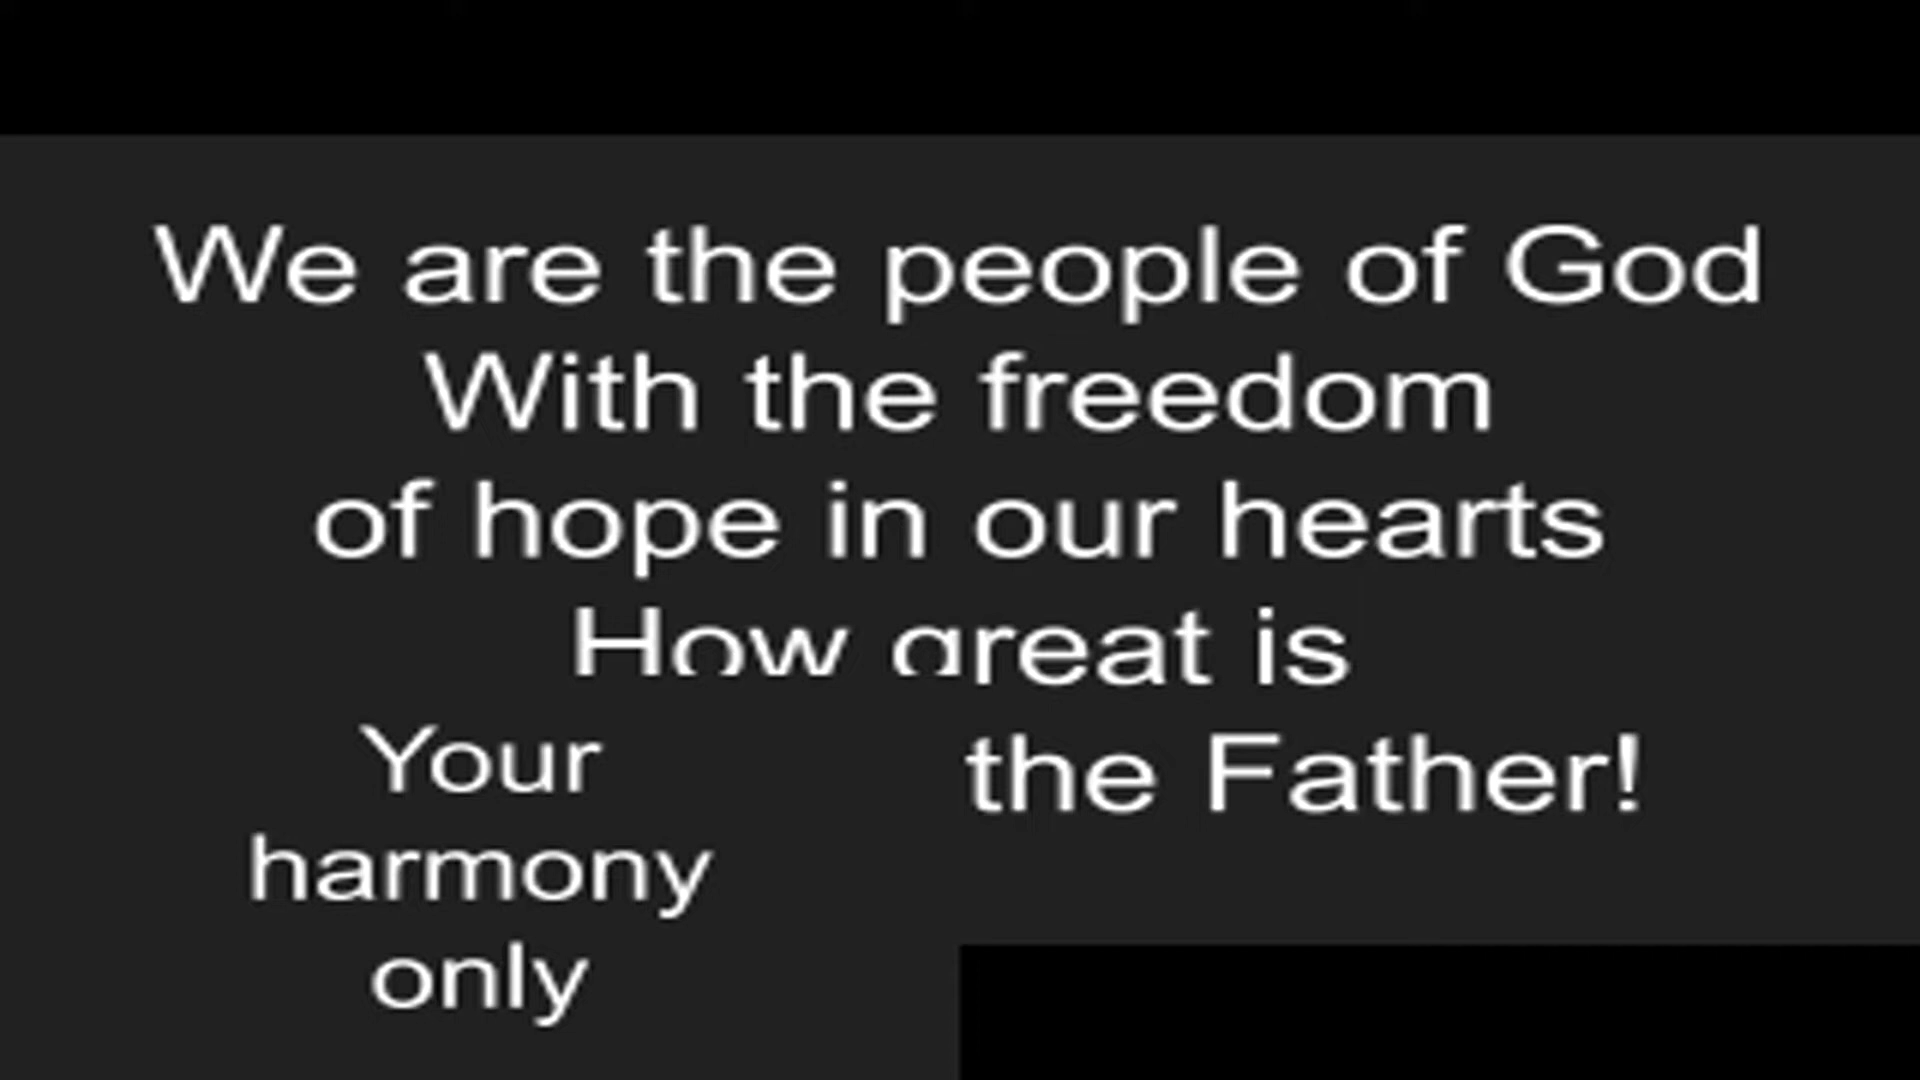 We are the people of God
With the freedom
of hope in our hearts
How great is
the Father!
Your
harmony
only